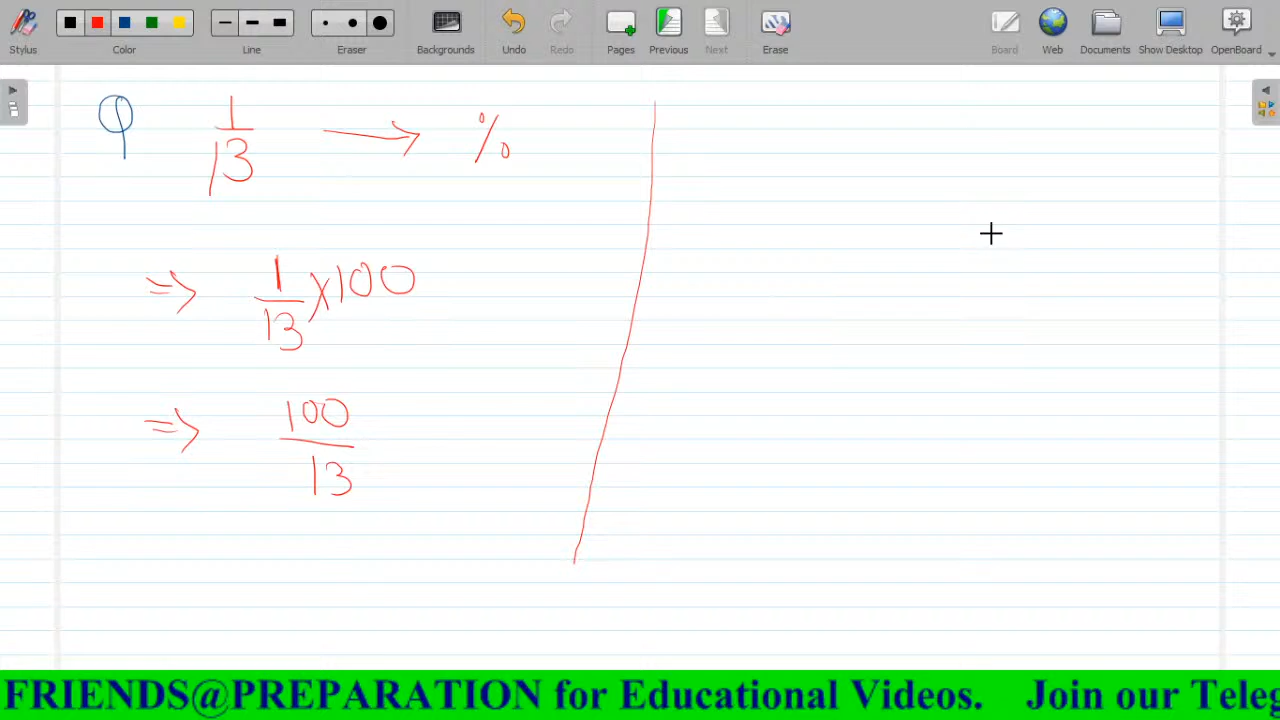 Stylus Color Line Eraser Backgrounds Undo Redo Pages Previous Next Erase Board Web Documents Show Desktop OpenBoard
Q 1/13 → %
⇒ 1/13 × 100
⇒ 100/13
FRIENDS@PREPARATION for Educational Videos. Join our Teleg